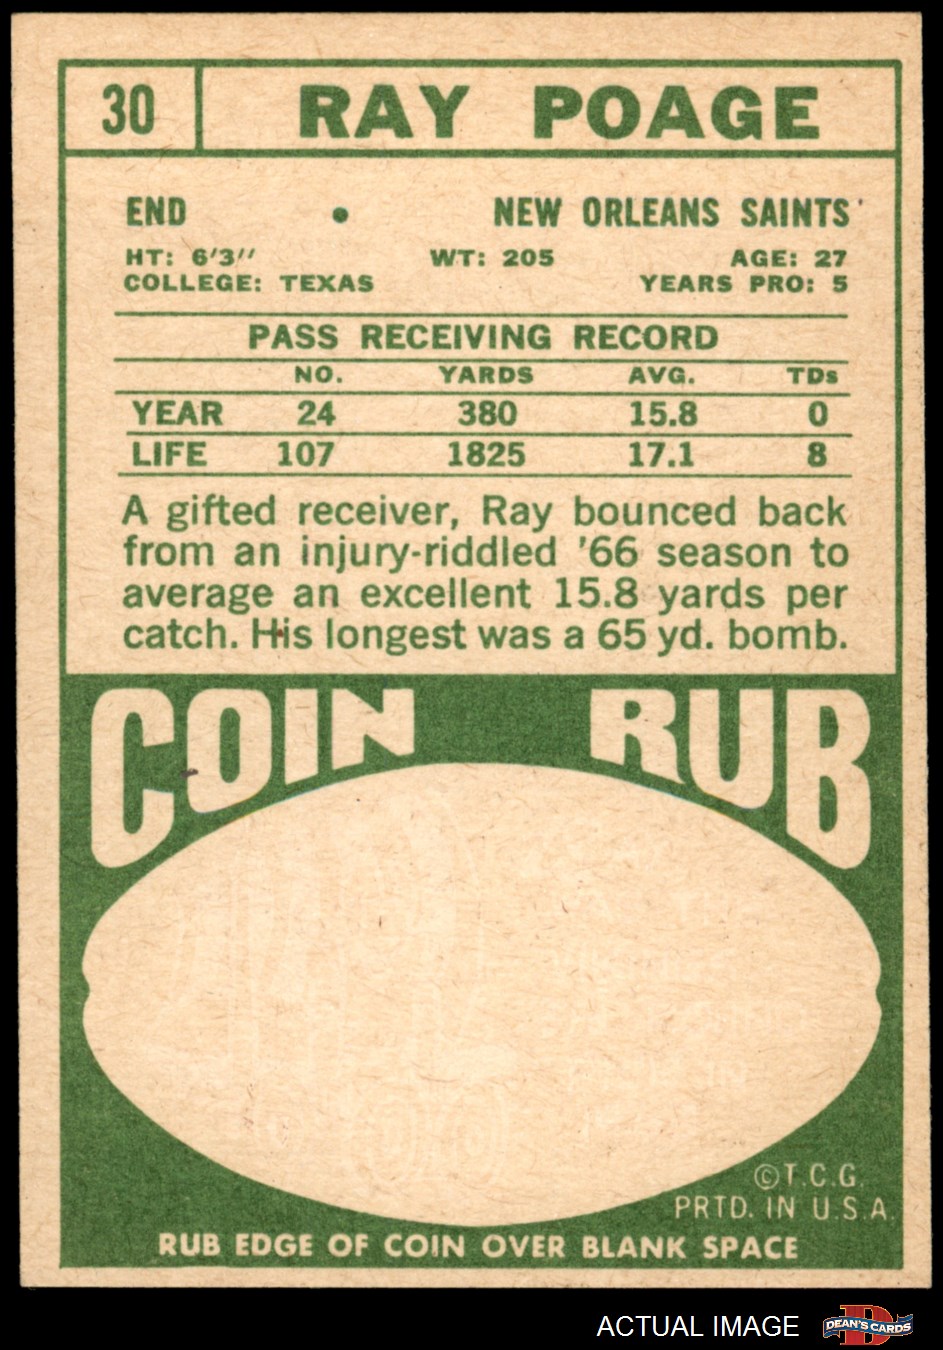 30 RAY POAGE
END • NEW ORLEANS SAINTS
HT: 6'3" WT: 205 AGE: 27
COLLEGE: TEXAS YEARS PRO: 5
PASS RECEIVING RECORD
NO. YARDS AVG. TDs
YEAR 24 380 15.8 0
LIFE 107 1825 17.1 8
A gifted receiver, Ray bounced back
from an injury-riddled '66 season to
average an excellent 15.8 yards per
catch. His longest was a 65 yd. bomb.
COIN RUB
©T.C.G.
PRTD. IN U.S.A.
RUB EDGE OF COIN OVER BLANK SPACE
ACTUAL IMAGE DEAN'S CARDS